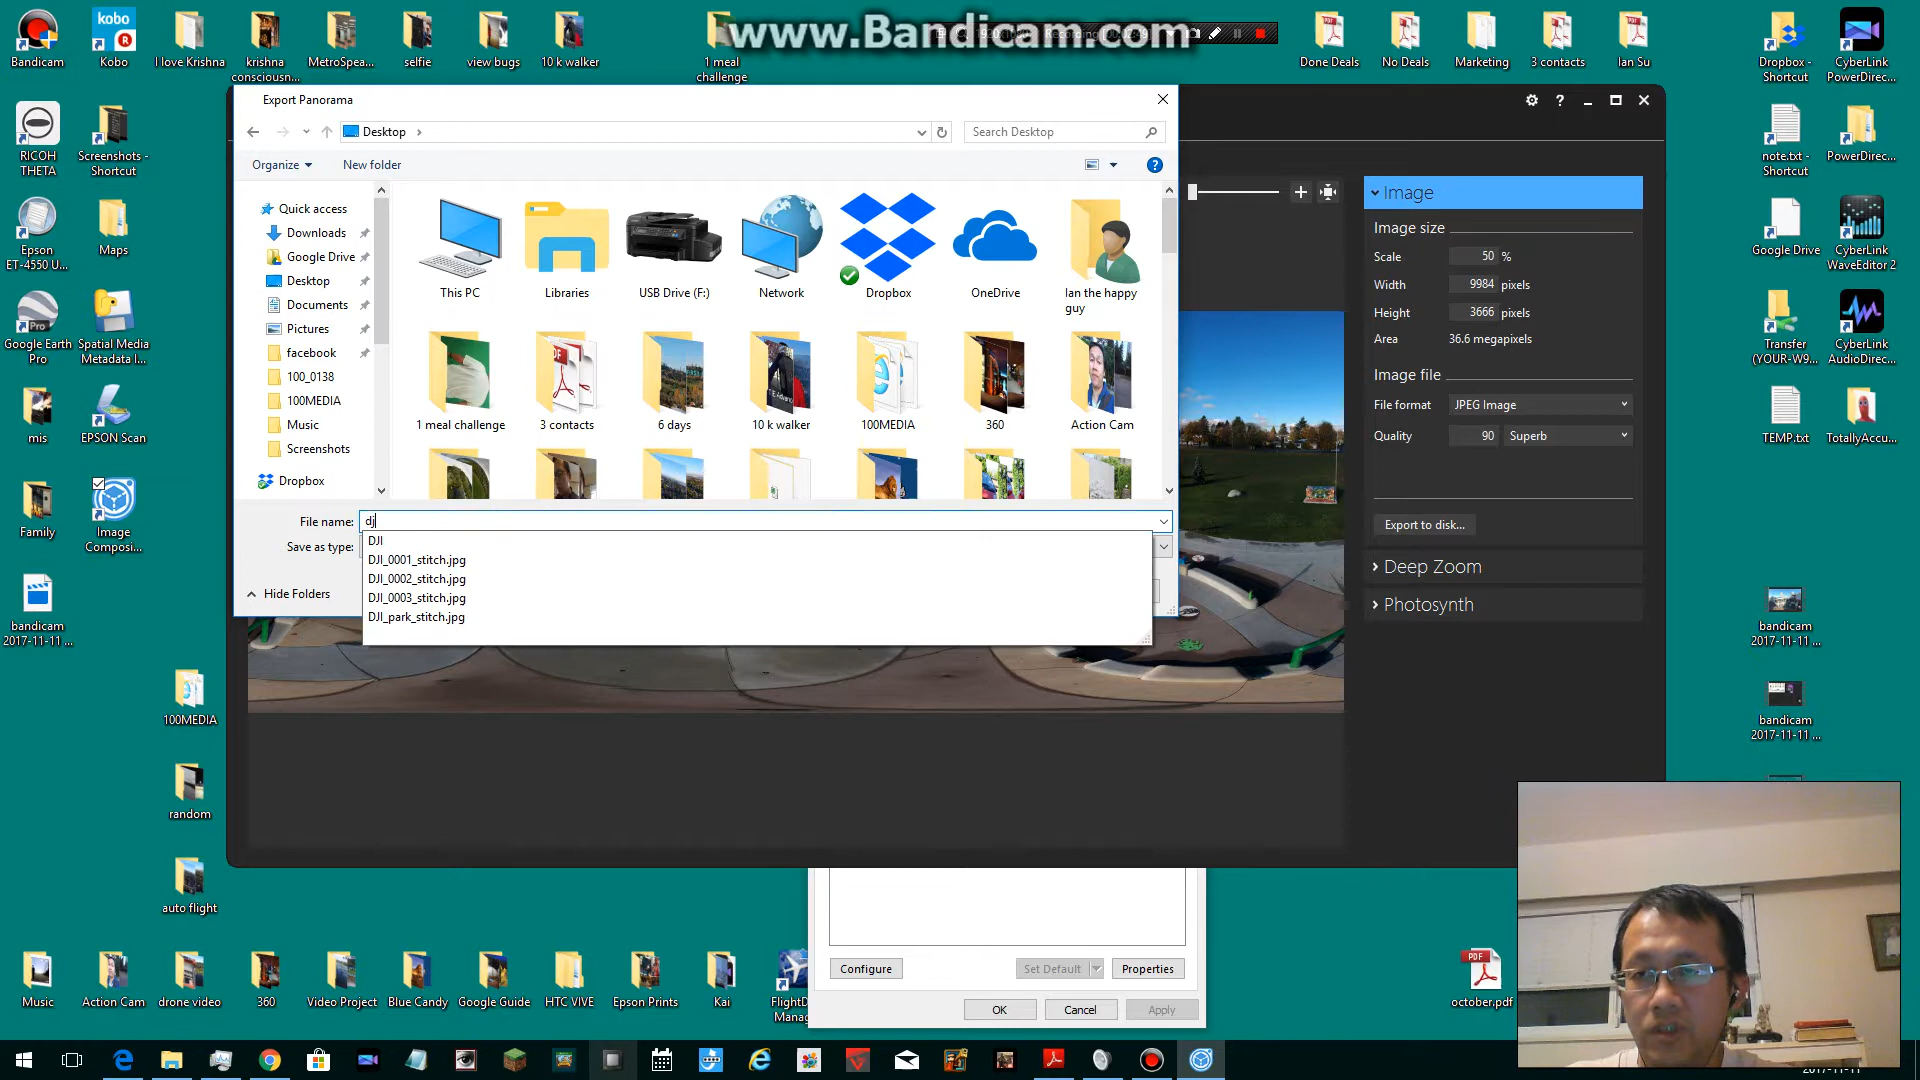 www.Bandicam.com
Bandicam
Kobo
I love Krishna
krishna
consciousn...
MetroSpea...
selfie
view bugs
10 k walker
1 meal
challenge
Done Deals
No Deals
Marketing
3 contacts
Ian Su
Dropbox -
Shortcut
CyberLink
PowerDirec...
RICOH
THETA
Screenshots -
Shortcut
note.txt -
Shortcut
PowerDirec...
Epson
ET-4550 U...
Maps
Google Drive
CyberLink
WaveEditor 2
Google Earth
Pro
Spatial Media
Metadata I...
Transfer
(YOUR-W9...
CyberLink
AudioDirec...
mis
EPSON Scan
TEMP.txt
TotallyAccu...
Family
Image
Composi...
bandicam
2017-11-11 ...
bandicam
2017-11-11 ...
bandicam
2017-11-11 ...
100MEDIA
random
auto flight
Export Panorama
Desktop
Search Desktop
Organize
New folder
Quick access
Downloads
Google Drive
Desktop
Documents
Pictures
facebook
100_0138
100MEDIA
Music
Screenshots
Dropbox
This PC
Libraries
USB Drive (F:)
Network
Dropbox
OneDrive
Ian the happy
guy
1 meal challenge
3 contacts
6 days
10 k walker
100MEDIA
360
Action Cam
File name:
dj
Save as type:
DJI
DJI_0001_stitch.jpg
DJI_0002_stitch.jpg
DJI_0003_stitch.jpg
DJI_park_stitch.jpg
Hide Folders
Image
Image size
Scale 50 %
Width 9984 pixels
Height 3666 pixels
Area 36.6 megapixels
Image file
File format JPEG Image
Quality 90 Superb
Export to disk...
Deep Zoom
Photosynth
Configure
Set Default
Properties
OK
Cancel
Apply
Music
Action Cam
drone video
360
Video Project
Blue Candy
Google Guide
HTC VIVE
Epson Prints
Kai
october.pdf